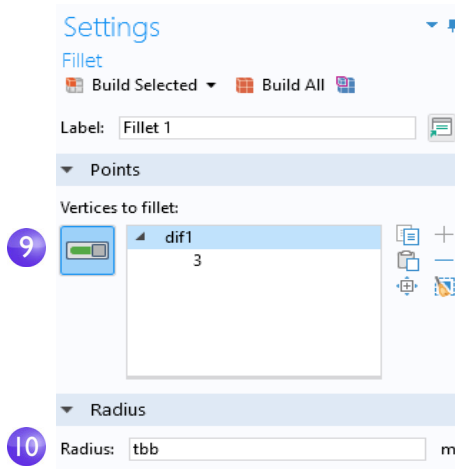 Settings
Fillet
Build Selected Build All
Label: Fillet 1
Points
Vertices to fillet:
9
dif1
3
Radius
10 Radius: tbb m